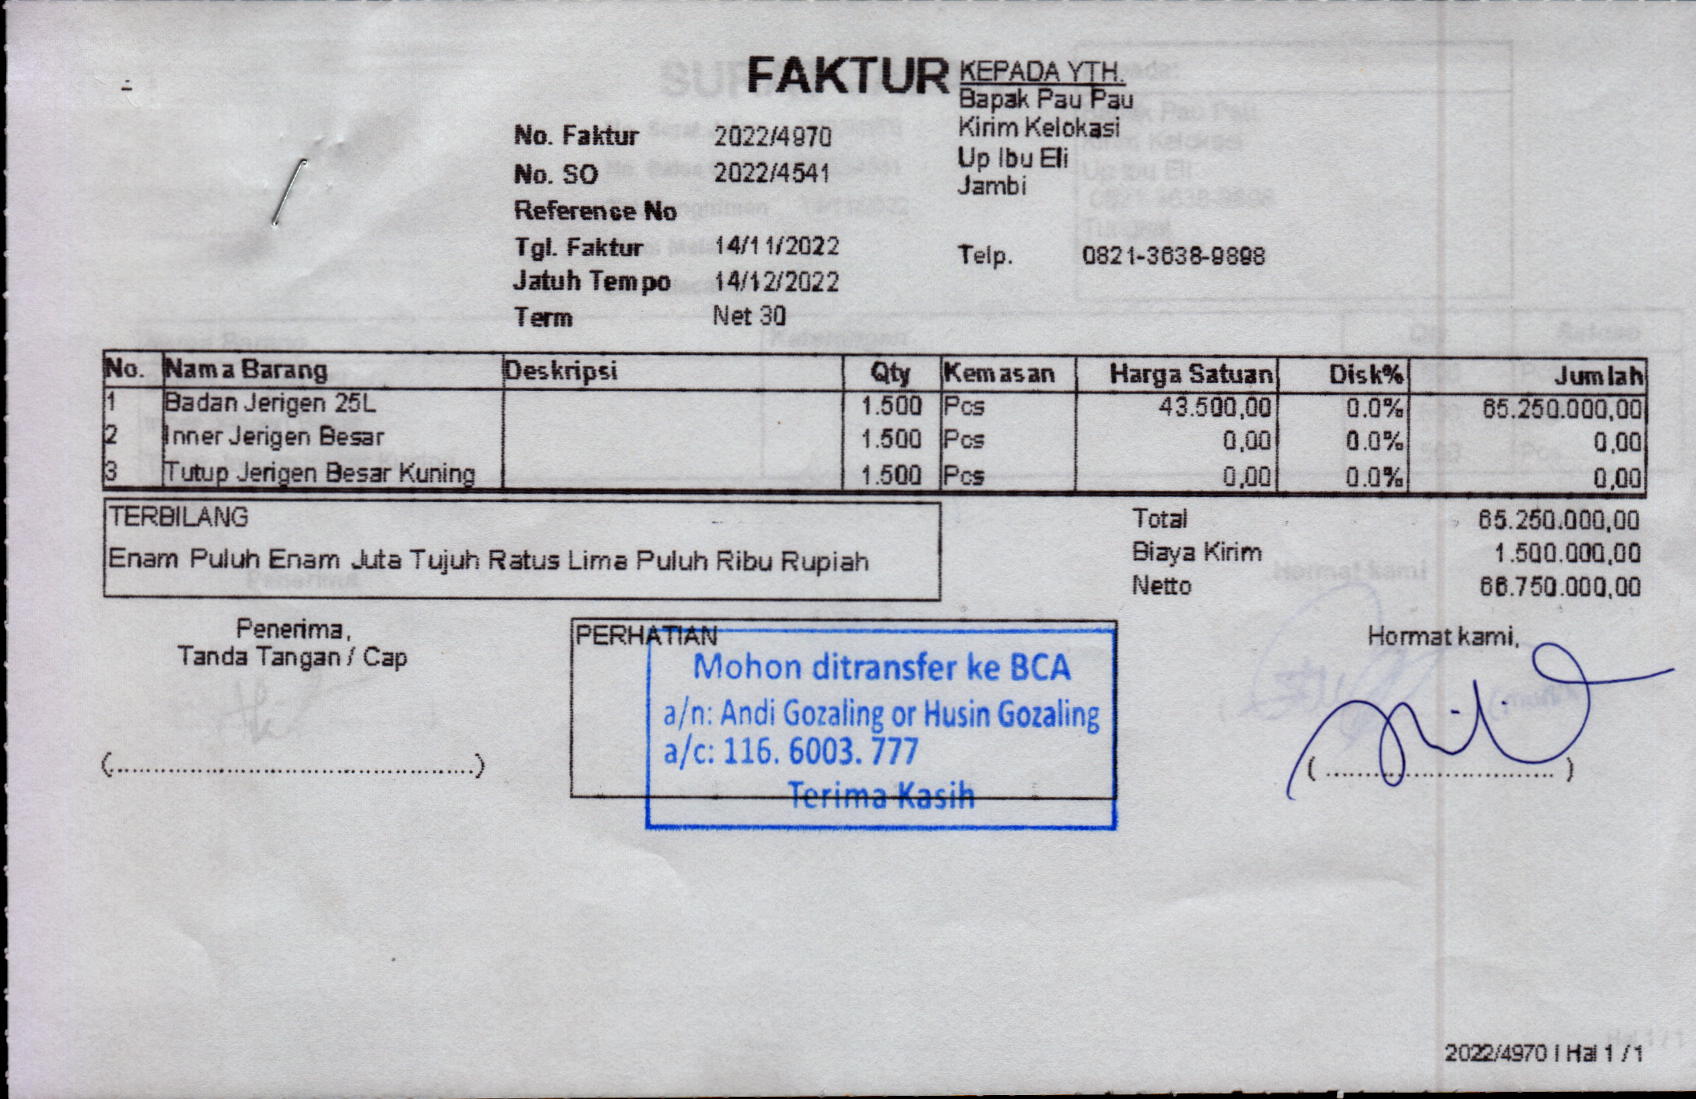 FAKTUR
KEPADA YTH.
Bapak Pau Pau
Kirim Kelokasi
Up Ibu Eli
Jambi
Telp. 0821-3638-9898
No. Faktur 2022/4970
No. SO 2022/4541
Reference No
Tgl. Faktur 14/11/2022
Jatuh Tempo 14/12/2022
Term Net 30
No. Nama Barang Deskripsi Qty Kemasan Harga Satuan Disk% Jumlah
1 Badan Jerigen 25L 1.500 Pcs 43.500,00 0.0% 65.250.000,00
2 Inner Jerigen Besar 1.500 Pcs 0,00 0.0% 0,00
3 Tutup Jerigen Besar Kuning 1.500 Pcs 0,00 0.0% 0,00
TERBILANG
Enam Puluh Enam Juta Tujuh Ratus Lima Puluh Ribu Rupiah
Total 65.250.000,00
Biaya Kirim 1.500.000,00
Netto 66.750.000,00
Penerima,
Tanda Tangan / Cap
(..............................................)
PERHATIAN
Mohon ditransfer ke BCA
a/n: Andi Gozaling or Husin Gozaling
a/c: 116. 6003. 777
Terima Kasih
Hormat kami,
( ............................ )
2022/4970 | Hal 1 / 1